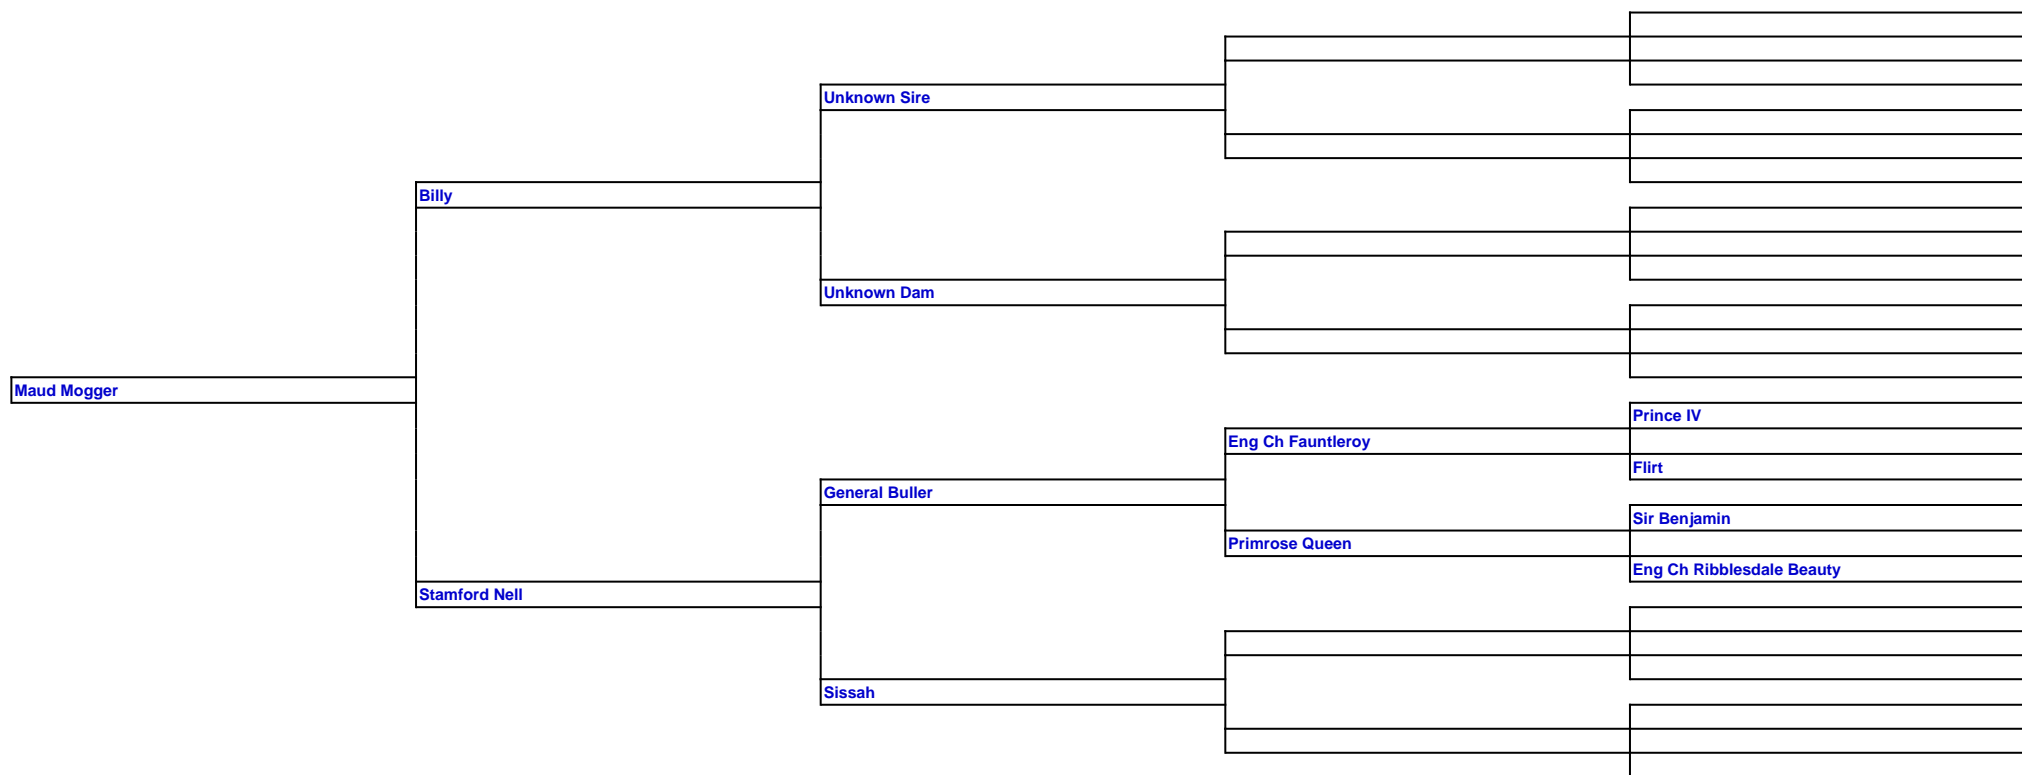 Unknown Sire
Billy
Unknown Dam
Maud Mogger
Prince IV
Eng Ch Fauntleroy
Flirt
General Buller
Sir Benjamin
Primrose Queen
Eng Ch Ribblesdale Beauty
Stamford Nell
Sissah